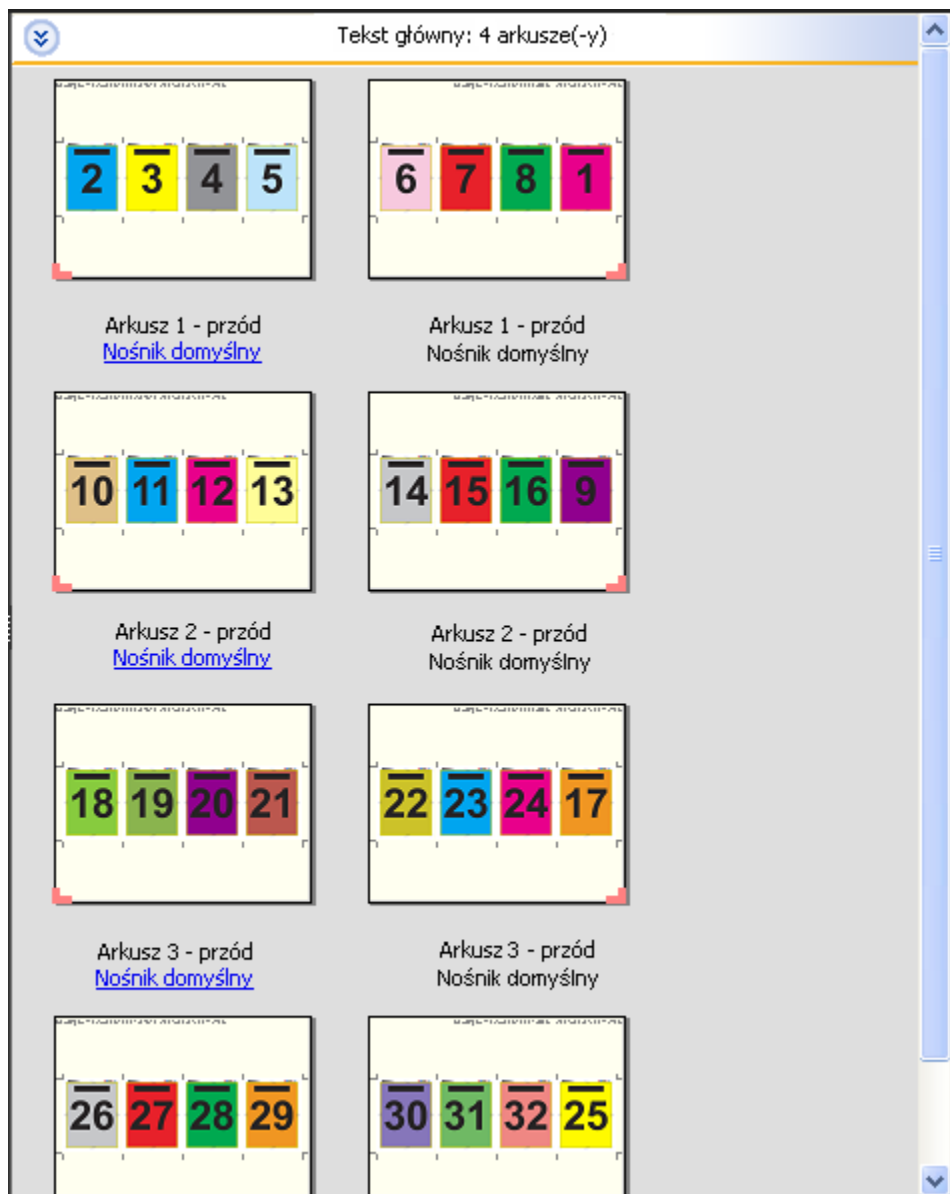 Tekst główny: 4 arkusze(-y)
2 3 4 5
6 7 8 1
Arkusz 1 - przód
Nośnik domyślny
Arkusz 1 - przód
Nośnik domyślny
10 11 12 13
14 15 16 9
Arkusz 2 - przód
Nośnik domyślny
Arkusz 2 - przód
Nośnik domyślny
18 19 20 21
22 23 24 17
Arkusz 3 - przód
Nośnik domyślny
Arkusz 3 - przód
Nośnik domyślny
26 27 28 29
30 31 32 25